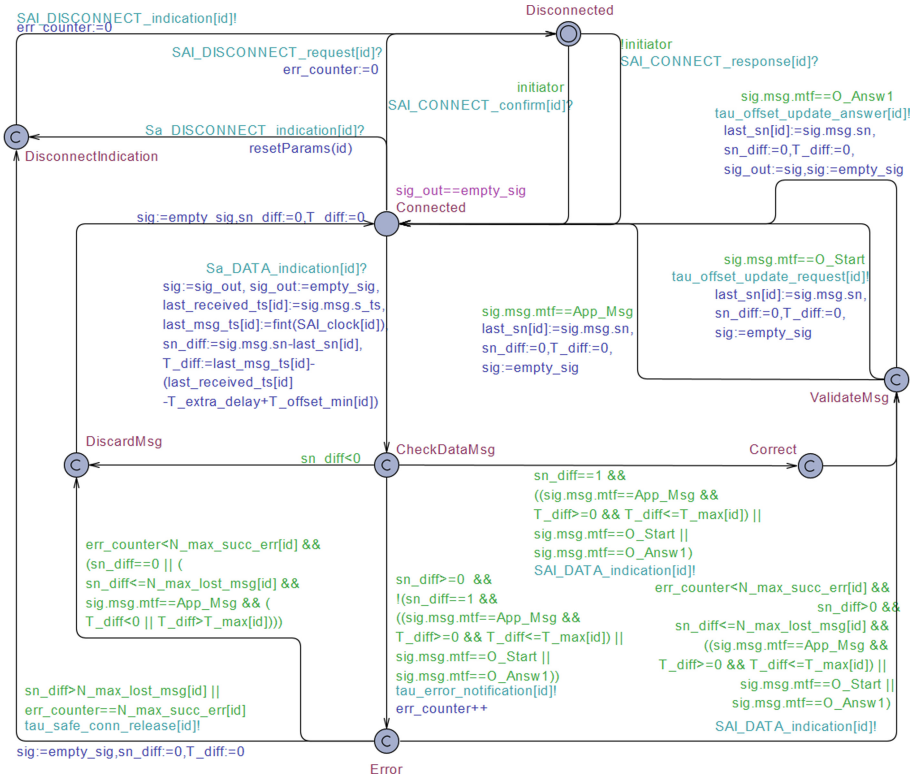 SAI_DISCONNECT_indication[id]!
err_counter:=0
Disconnected
SAI_DISCONNECT_request[id]?
err_counter:=0
!initiator
SAI_CONNECT_response[id]?
initiator
SAI_CONNECT_confirm[id]?
sig.msg.mtf==O_Answ1
tau_offset_update_answer[id]!
last_sn[id]:=sig.msg.sn,
sn_diff:=0,T_diff:=0,
sig_out:=sig,sig:=empty_sig
Sa_DISCONNECT_indication[id]?
resetParams(id)
DisconnectIndication
sig_out==empty_sig
Connected
sig:=empty_sig,sn_diff:=0,T_diff:=0
Sa_DATA_indication[id]?
sig:=sig_out, sig_out:=empty_sig,
last_received_ts[id]:=sig.msg.s_ts,
last_msg_ts[id]:=fint(SAI_clock[id]),
sn_diff:=sig.msg.sn-last_sn[id],
T_diff:=last_msg_ts[id]-
(last_received_ts[id]
-T_extra_delay+T_offset_min[id])
sig.msg.mtf==App_Msg
last_sn[id]:=sig.msg.sn,
sn_diff:=0,T_diff:=0,
sig:=empty_sig
sig.msg.mtf==O_Start
tau_offset_update_request[id]!
last_sn[id]:=sig.msg.sn,
sn_diff:=0,T_diff:=0,
sig:=empty_sig
ValidateMsg
DiscardMsg
sn_diff<0
CheckDataMsg
Correct
sn_diff==1 &&
((sig.msg.mtf==App_Msg &&
T_diff>=0 && T_diff<=T_max[id]) ||
sig.msg.mtf==O_Start ||
sig.msg.mtf==O_Answ1)
SAI_DATA_indication[id]!
err_counter<N_max_succ_err[id] &&
(sn_diff==0 || (
sn_diff<=N_max_lost_msg[id] &&
sig.msg.mtf==App_Msg && (
T_diff<0 || T_diff>T_max[id])))
sn_diff>=0 &&
!(sn_diff==1 &&
((sig.msg.mtf==App_Msg &&
T_diff>=0 && T_diff<=T_max[id]) ||
sig.msg.mtf==O_Start ||
sig.msg.mtf==O_Answ1))
tau_error_notification[id]!
err_counter++
err_counter<N_max_succ_err[id] &&
sn_diff>0 &&
sn_diff<=N_max_lost_msg[id] &&
((sig.msg.mtf==App_Msg &&
T_diff>=0 && T_diff<=T_max[id]) ||
sig.msg.mtf==O_Start ||
sig.msg.mtf==O_Answ1)
SAI_DATA_indication[id]!
sn_diff>N_max_lost_msg[id] ||
err_counter==N_max_succ_err[id]
tau_safe_conn_release[id]!
sig:=empty_sig,sn_diff:=0,T_diff:=0
Error
C
C
C
C
C
C